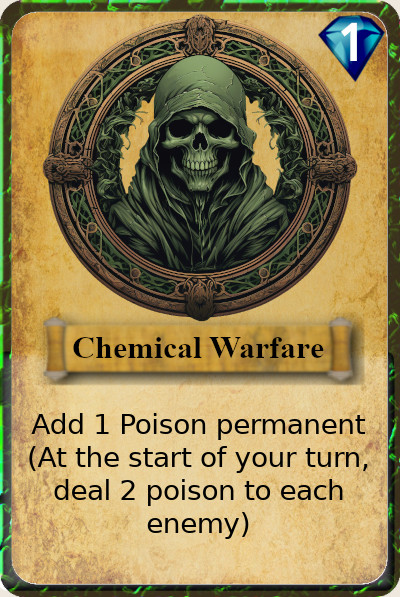 1
Chemical Warfare
Add 1 Poison permanent
(At the start of your turn,
deal 2 poison to each
enemy)